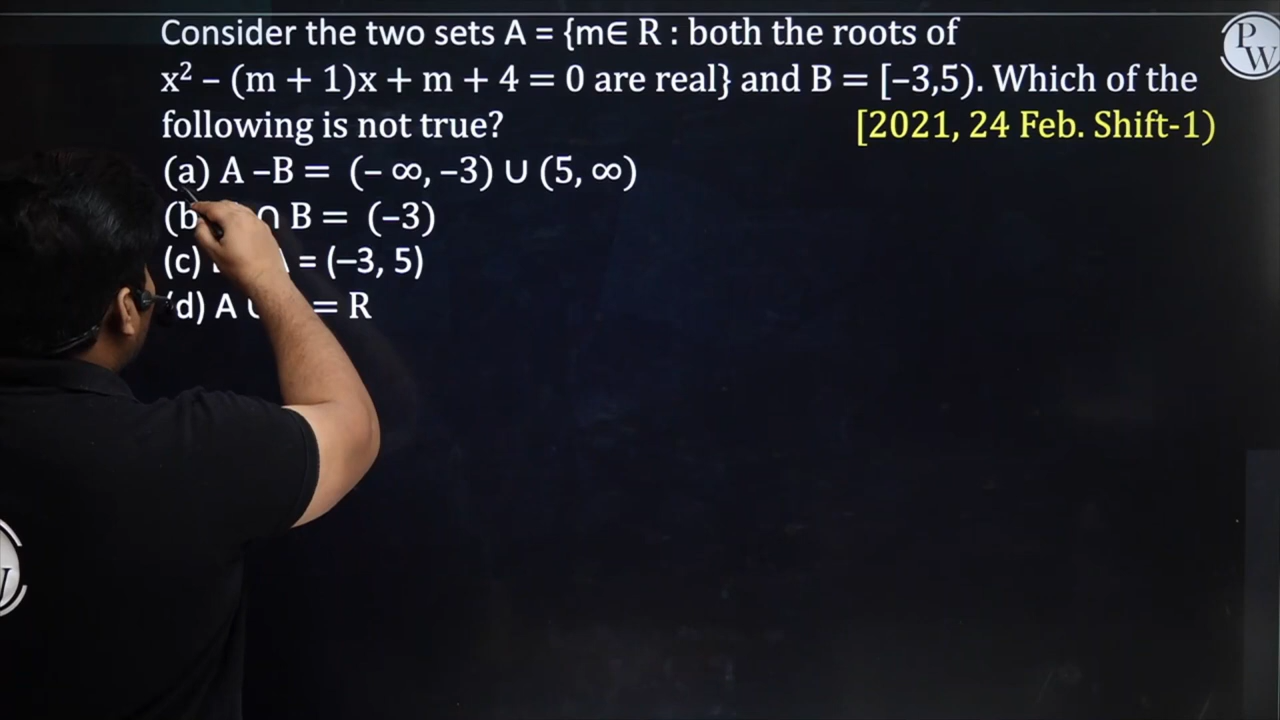 Consider the two sets A = {m∈ R : both the roots of
x² – (m + 1)x + m + 4 = 0 are real} and B = [–3,5). Which of the
following is not true?
[2021, 24 Feb. Shift-1)
(a) A –B = (– ∞, –3) ∪ (5, ∞)
(b ∩ B = (–3)
(c) = (–3, 5)
(d) A = R
PW